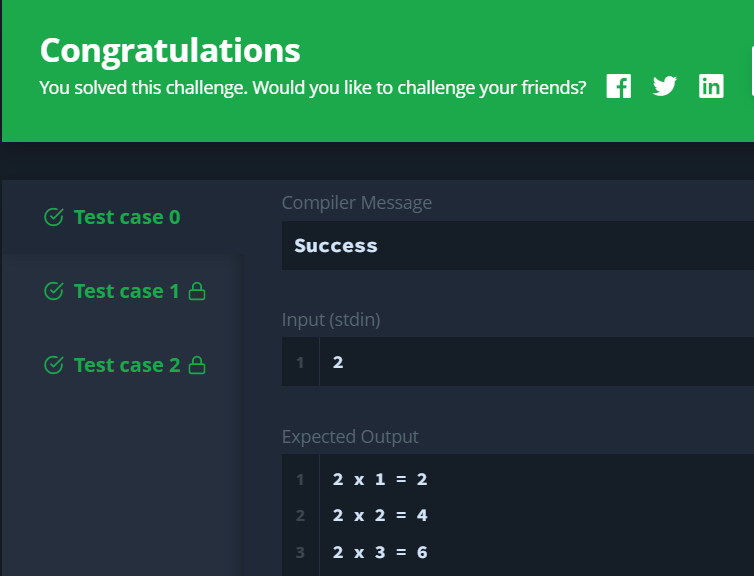 Congratulations
You solved this challenge. Would you like to challenge your friends?
Test case 0
Test case 1
Test case 2
Compiler Message
Success
Input (stdin)
1 2
Expected Output
1 2 x 1 = 2
2 2 x 2 = 4
3 2 x 3 = 6